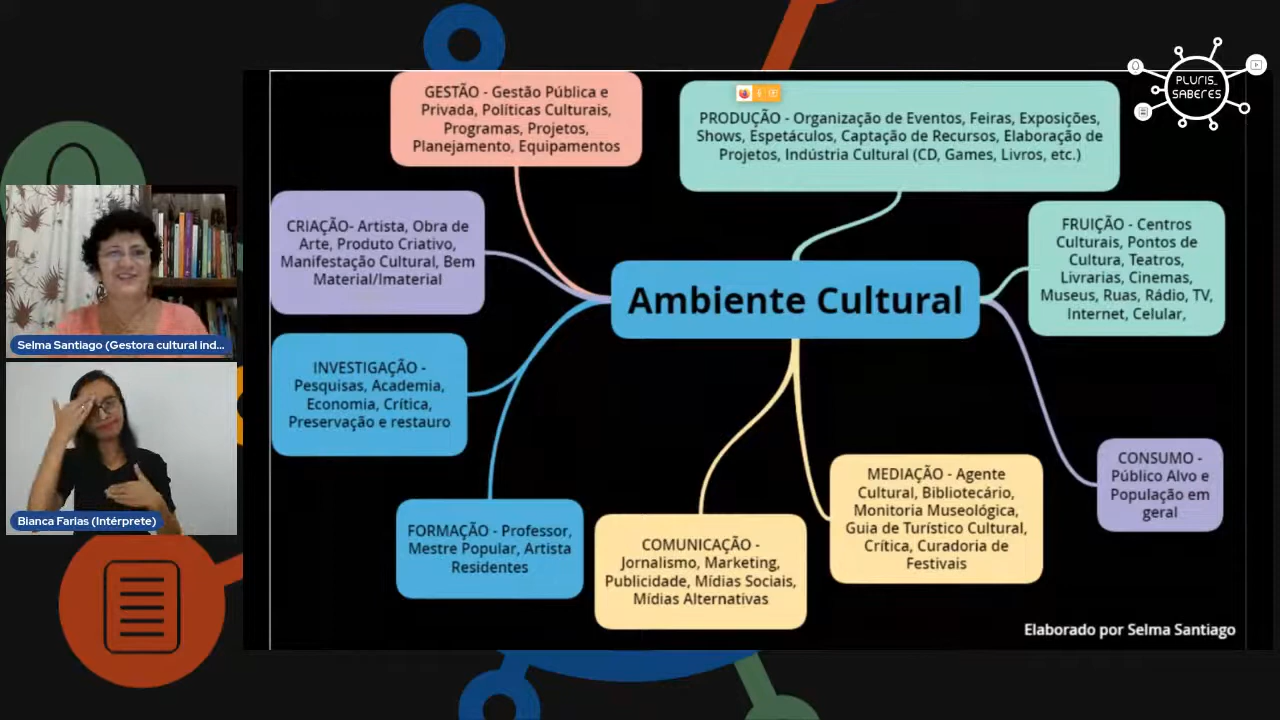 PLURIS_
SABERES
GESTÃO - Gestão Pública e
Privada, Políticas Culturais,
Programas, Projetos,
Planejamento, Equipamentos
PRODUÇÃO - Organização de Eventos, Feiras, Exposições,
Shows, Espetáculos, Captação de Recursos, Elaboração de
Projetos, Indústria Cultural (CD, Games, Livros, etc.)
CRIAÇÃO- Artista, Obra de
Arte, Produto Criativo,
Manifestação Cultural, Bem
Material/Imaterial
FRUIÇÃO - Centros
Culturais, Pontos de
Cultura, Teatros,
Livrarias, Cinemas,
Museus, Ruas, Rádio, TV,
Internet, Celular,
Ambiente Cultural
INVESTIGAÇÃO -
Pesquisas, Academia,
Economia, Crítica,
Preservação e restauro
CONSUMO -
Público Alvo e
População em
geral
MEDIAÇÃO - Agente
Cultural, Bibliotecário,
Monitoria Museológica,
Guia de Turístico Cultural,
Crítica, Curadoria de
Festivais
FORMAÇÃO - Professor,
Mestre Popular, Artista
Residentes
COMUNICAÇÃO -
Jornalismo, Marketing,
Publicidade, Mídias Sociais,
Mídias Alternativas
Elaborado por Selma Santiago
Selma Santiago (Gestora cultural ind...
Bianca Farias (Intérprete)